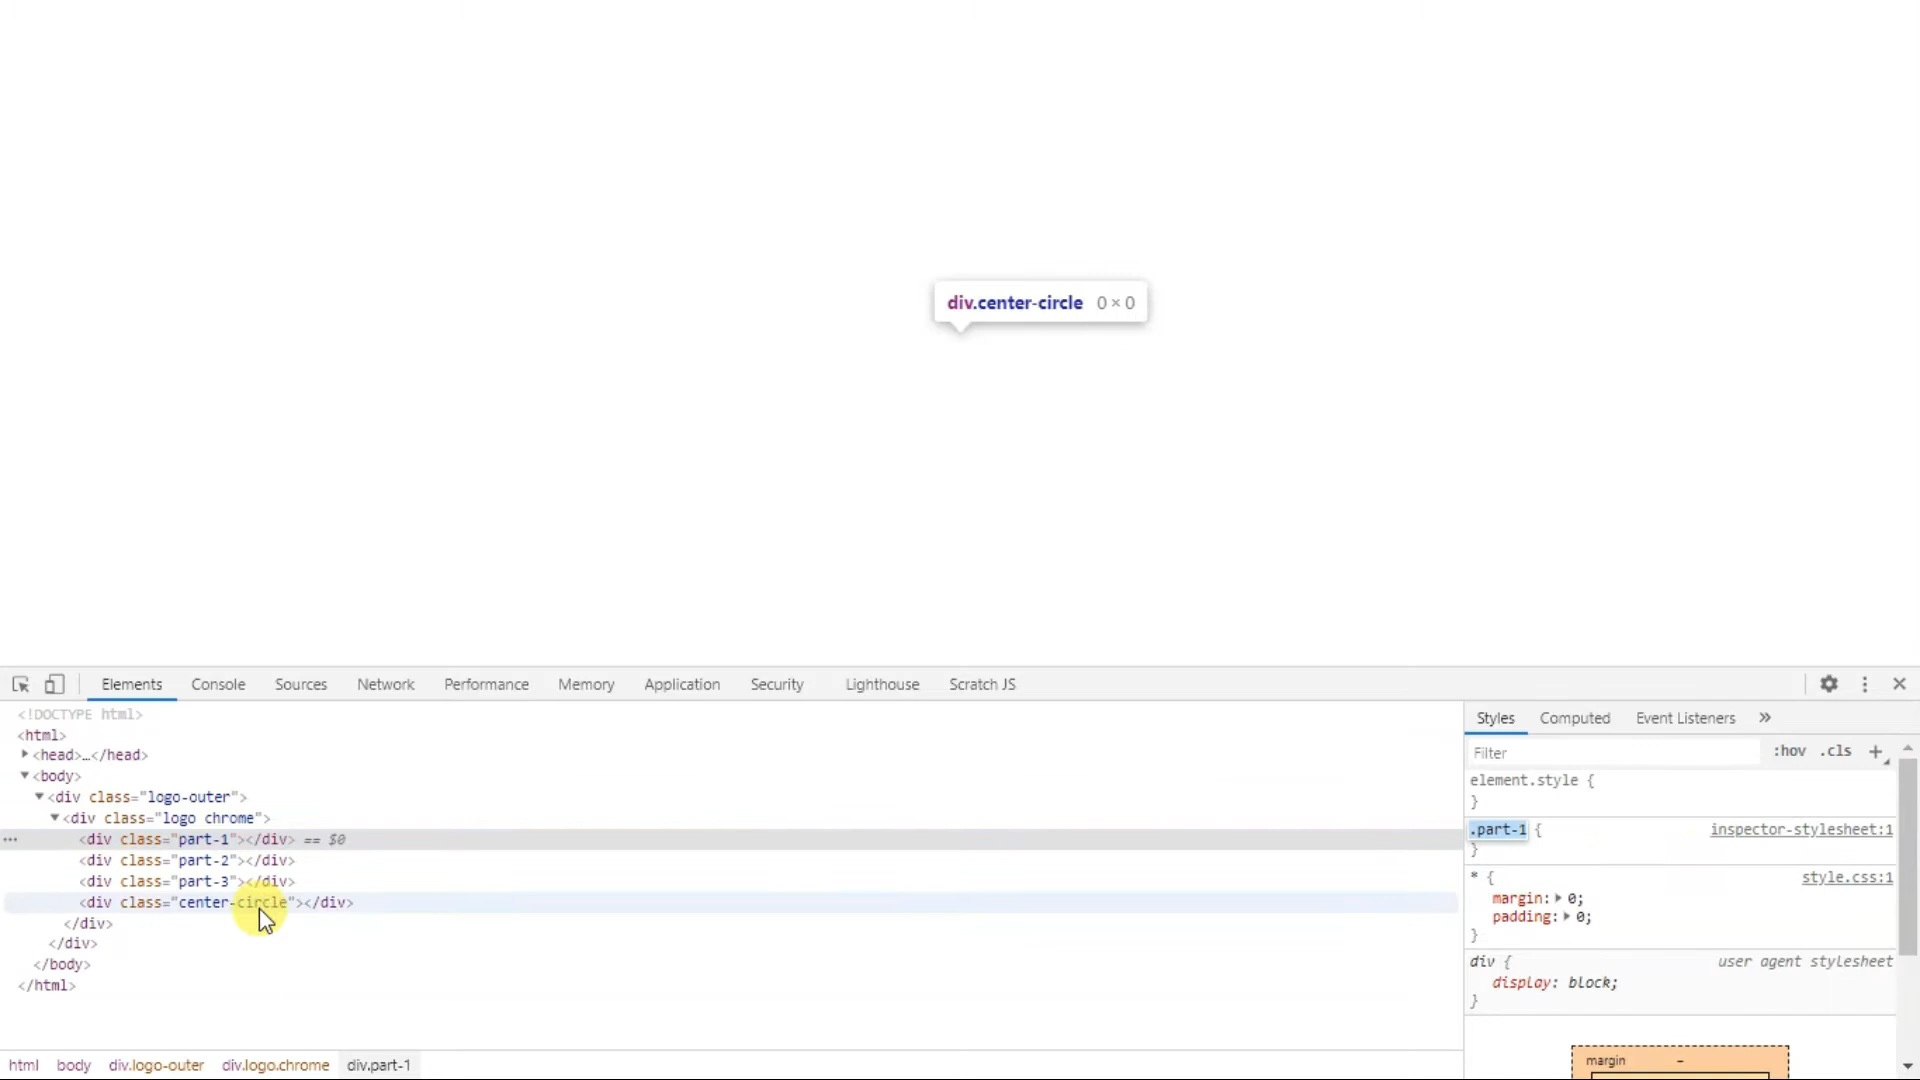 div.center-circle 0 × 0
Elements Console Sources Network Performance Memory Application Security Lighthouse Scratch JS
<!DOCTYPE html>
<html>
<head>…</head>
<body>
<div class="logo-outer">
<div class="logo chrome">
<div class="part-1"></div> == $0
<div class="part-2"></div>
<div class="part-3"></div>
<div class="center-circle"></div>
</div>
</div>
</body>
</html>
html body div.logo-outer div.logo.chrome div.part-1
Styles Computed Event Listeners »
Filter :hov .cls +
element.style {
}
.part-1 { inspector-stylesheet:1
}
* { style.css:1
margin: 0;
padding: 0;
}
div { user agent stylesheet
display: block;
}
margin –